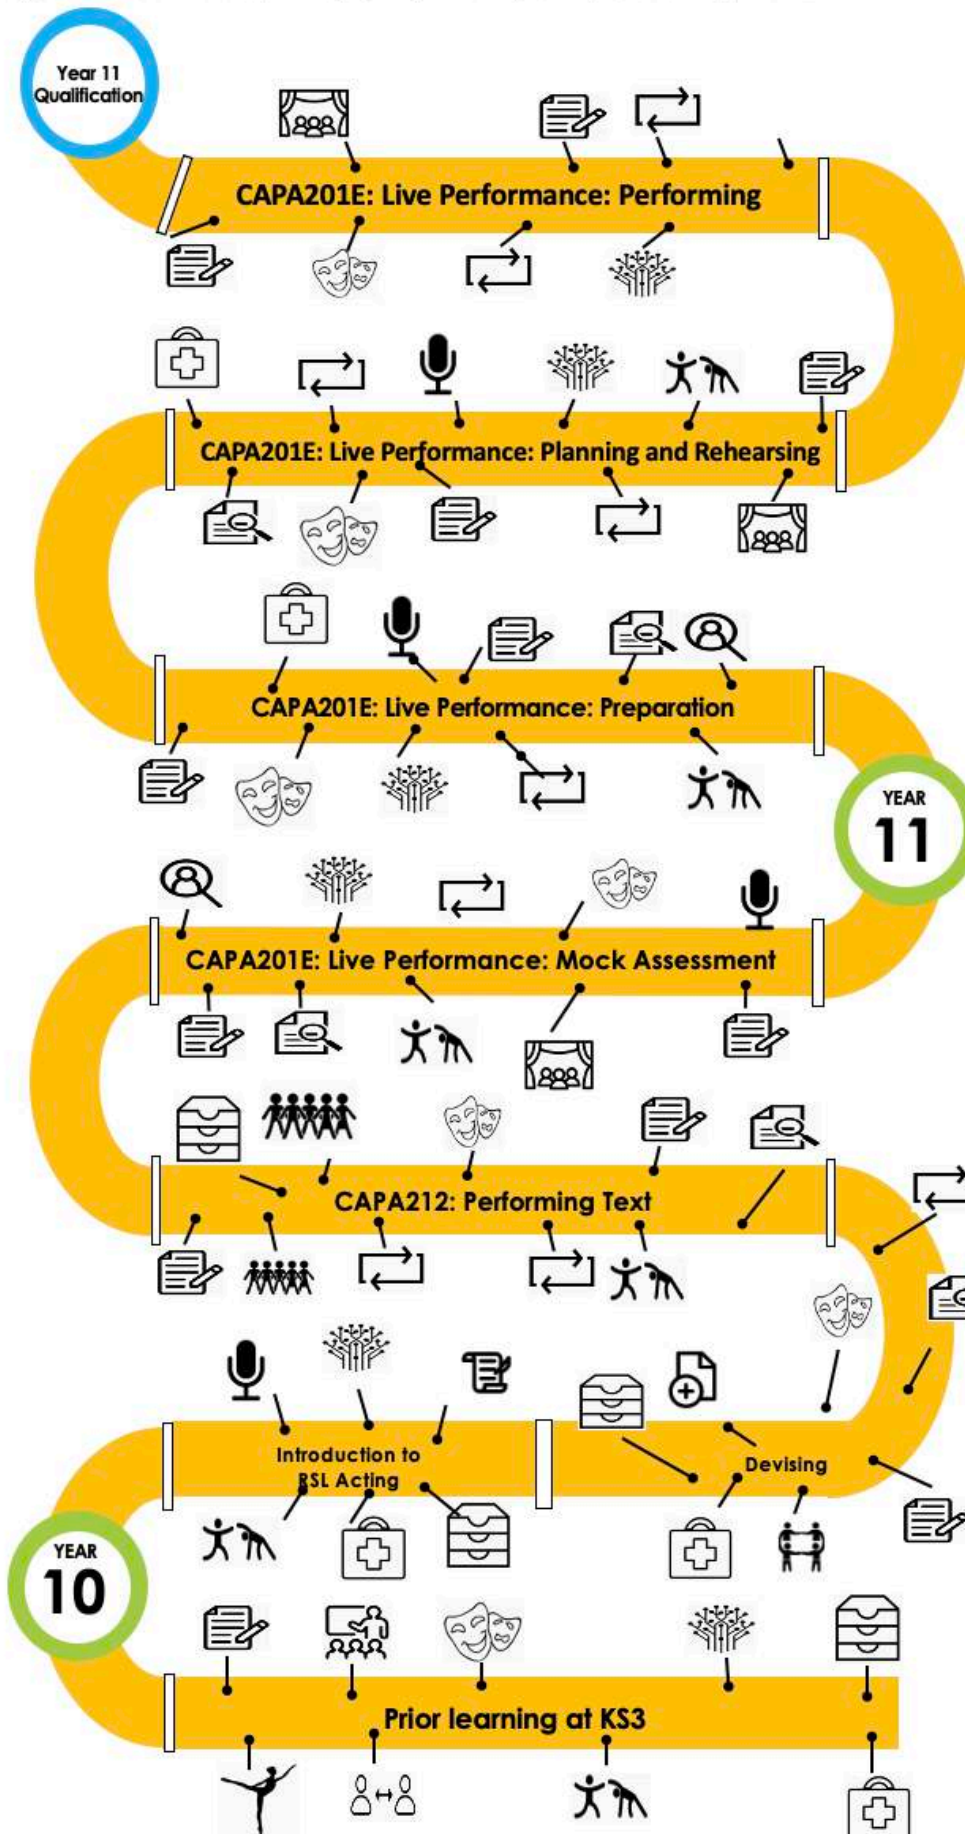 Year 11
Qualification
CAPA201E: Live Performance: Performing
CAPA201E: Live Performance: Planning and Rehearsing
CAPA201E: Live Performance: Preparation
YEAR
11
CAPA201E: Live Performance: Mock Assessment
CAPA212: Performing Text
Introduction to
RSL Acting
Devising
YEAR
10
Prior learning at KS3